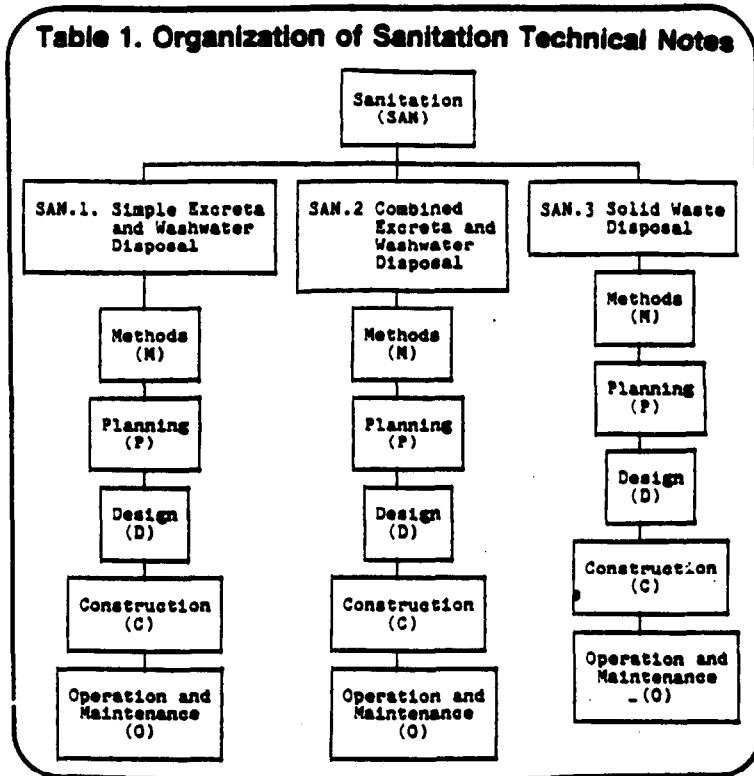 Table 1. Organization of Sanitation Technical Notes
Sanitation
(SAN)
SAN.1. Simple Excreta
and Washwater
Disposal
Methods
(M)
Planning
(P)
Design
(D)
Construction
(C)
Operation and
Maintenance
(O)
SAN.2 Combined
Excreta and
Washwater
Disposal
Methods
(M)
Planning
(P)
Design
(D)
Construction
(C)
Operation and
Maintenance
(O)
SAN.3 Solid Waste
Disposal
Methods
(M)
Planning
(P)
Design
(D)
Construction
(C)
Operation and
Maintenance
(O)